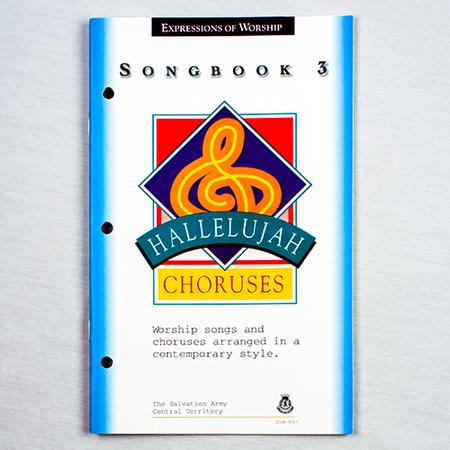 EXPRESSIONS OF WORSHIP
SONGBOOK 3
HALLELUJAH
CHORUSES
Worship songs and
choruses arranged in a
contemporary style.
The Salvation Army
Central Territory